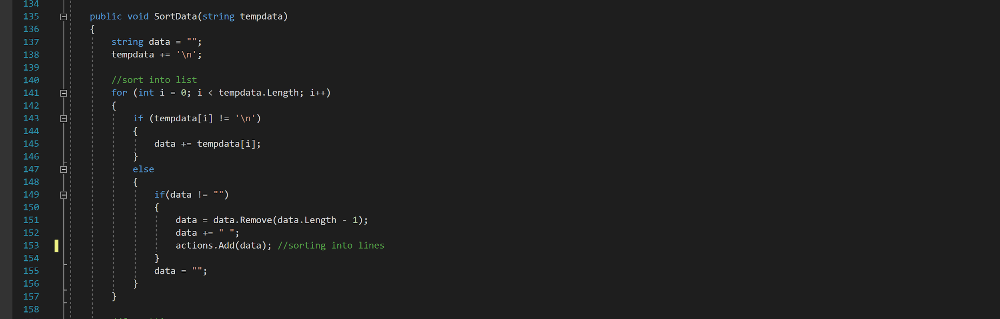 134
135 public void SortData(string tempdata)
136 {
137 string data = "";
138 tempdata += '\n';
139
140 //sort into list
141 for (int i = 0; i < tempdata.Length; i++)
142 {
143 if (tempdata[i] != '\n')
144 {
145 data += tempdata[i];
146 }
147 else
148 {
149 if(data != "")
150 {
151 data = data.Remove(data.Length - 1);
152 data += " ";
153 actions.Add(data); //sorting into lines
154 }
155 data = "";
156 }
157 }
158